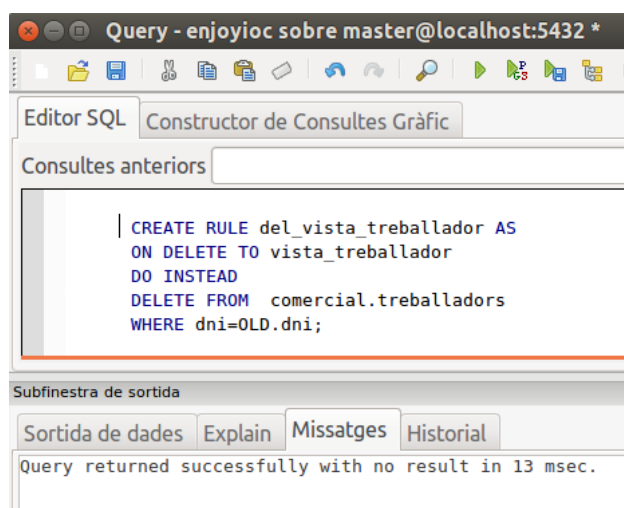 Query - enjoyioc sobre master@localhost:5432 *
Editor SQL Constructor de Consultes Gràfic
Consultes anteriors
CREATE RULE del_vista_treballador AS
ON DELETE TO vista_treballador
DO INSTEAD
DELETE FROM  comercial.treballadors
WHERE dni=OLD.dni;
Subfinestra de sortida
Sortida de dades Explain Missatges Historial
Query returned successfully with no result in 13 msec.